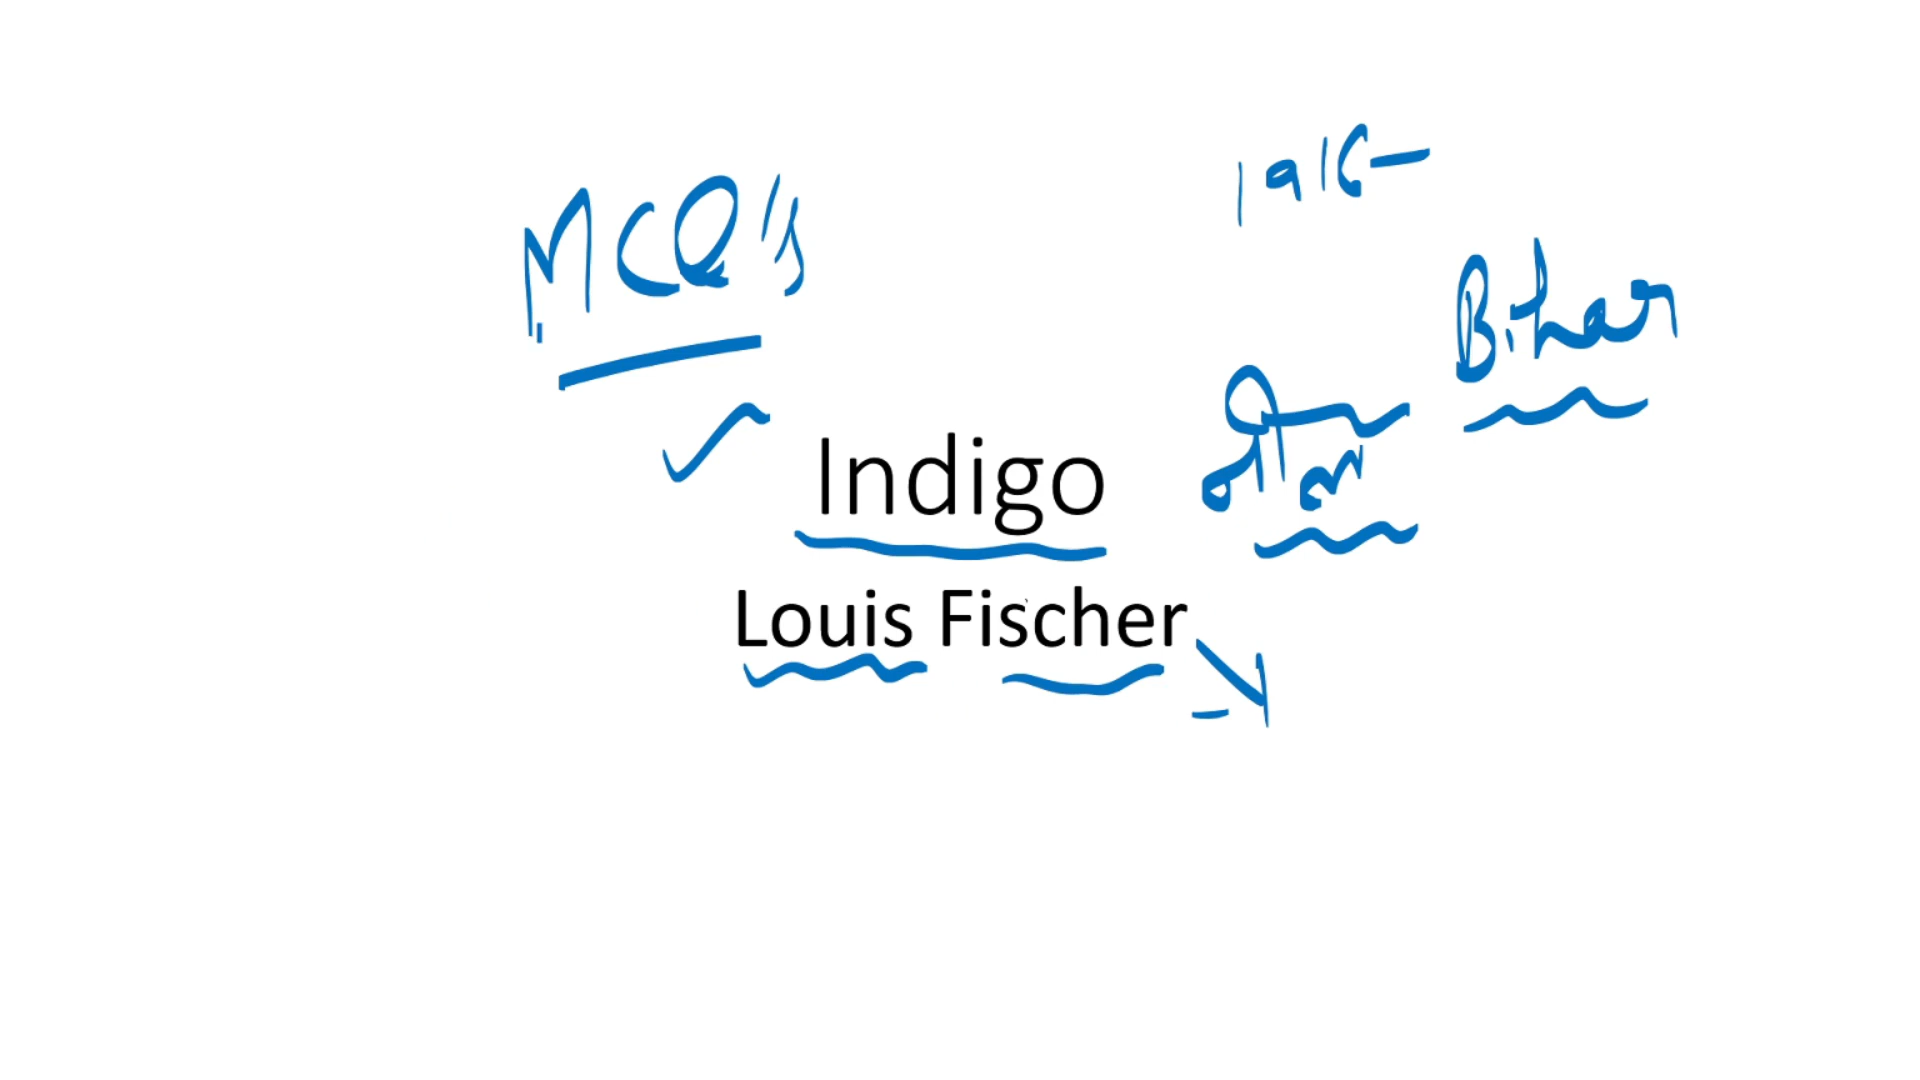 1916-
MCQ's
Bihar
नील
Indigo
Louis Fischer